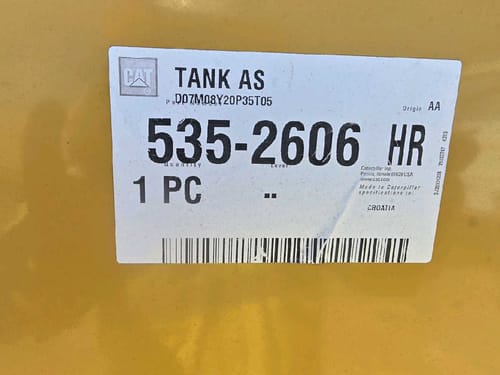 CAT
TANK AS
D07M08Y20P35T05
Origin AA
535-2606 HR
Quantity Level
1 PC --
Caterpillar Inc.
Peoria, Illinois 61629 USA
www.cat.com
Made to Caterpillar
specifications in:
CROATIA